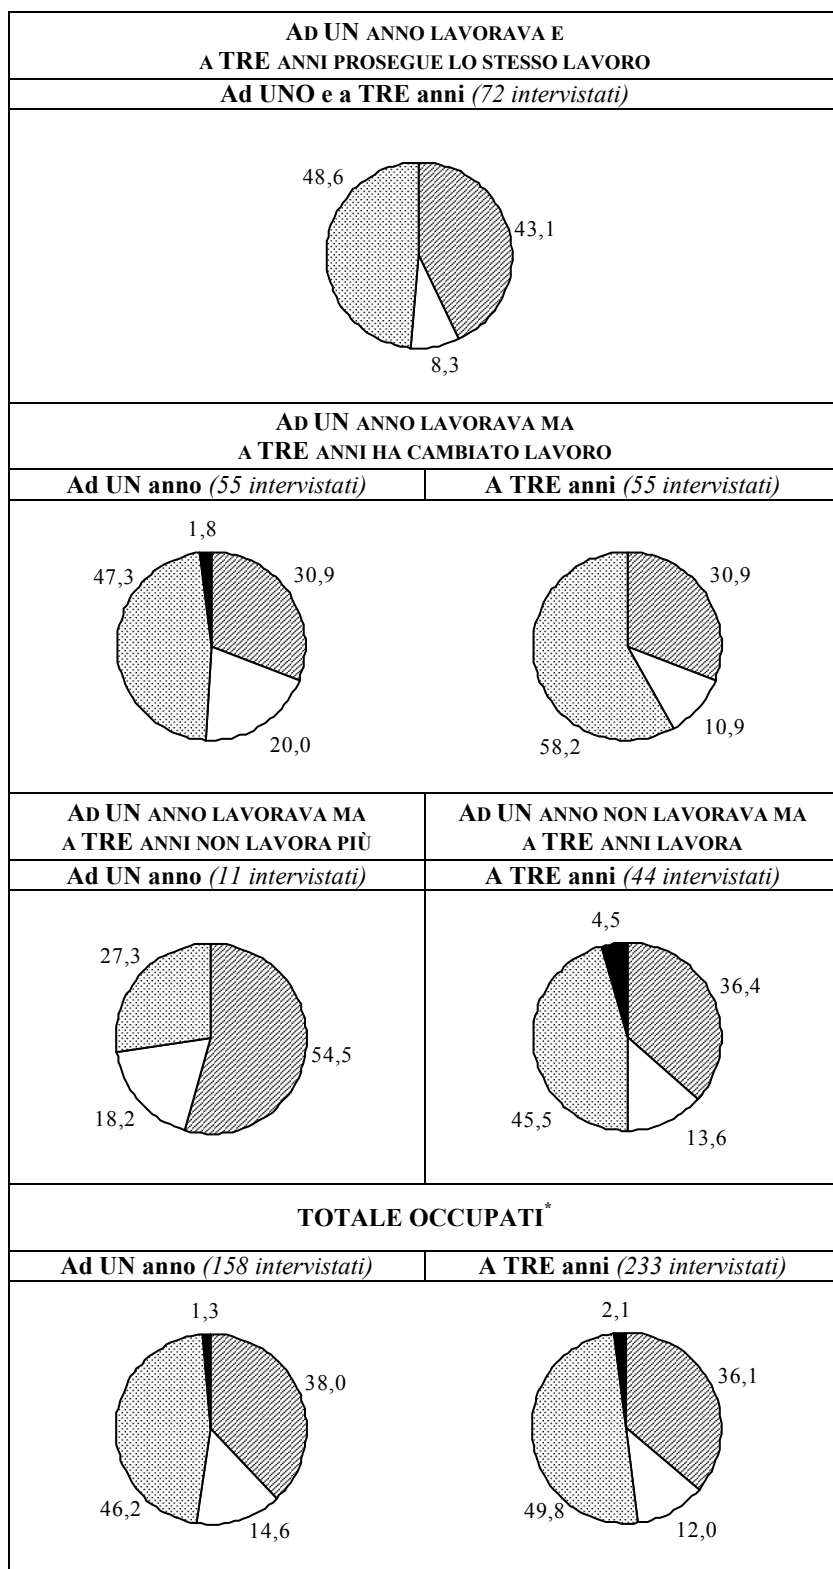 AD UN ANNO LAVORAVA E
A TRE ANNI PROSEGUE LO STESSO LAVORO
Ad UNO e a TRE anni (72 intervistati)
48,6
43,1
8,3
AD UN ANNO LAVORAVA MA
A TRE ANNI HA CAMBIATO LAVORO
Ad UN anno (55 intervistati)
A TRE anni (55 intervistati)
1,8
47,3
30,9
20,0
30,9
10,9
58,2
AD UN ANNO LAVORAVA MA
A TRE ANNI NON LAVORA PIÙ
AD UN ANNO NON LAVORAVA MA
A TRE ANNI LAVORA
Ad UN anno (11 intervistati)
A TRE anni (44 intervistati)
27,3
54,5
18,2
4,5
36,4
45,5
13,6
TOTALE OCCUPATI*
Ad UN anno (158 intervistati)
A TRE anni (233 intervistati)
1,3
38,0
46,2
14,6
2,1
36,1
49,8
12,0